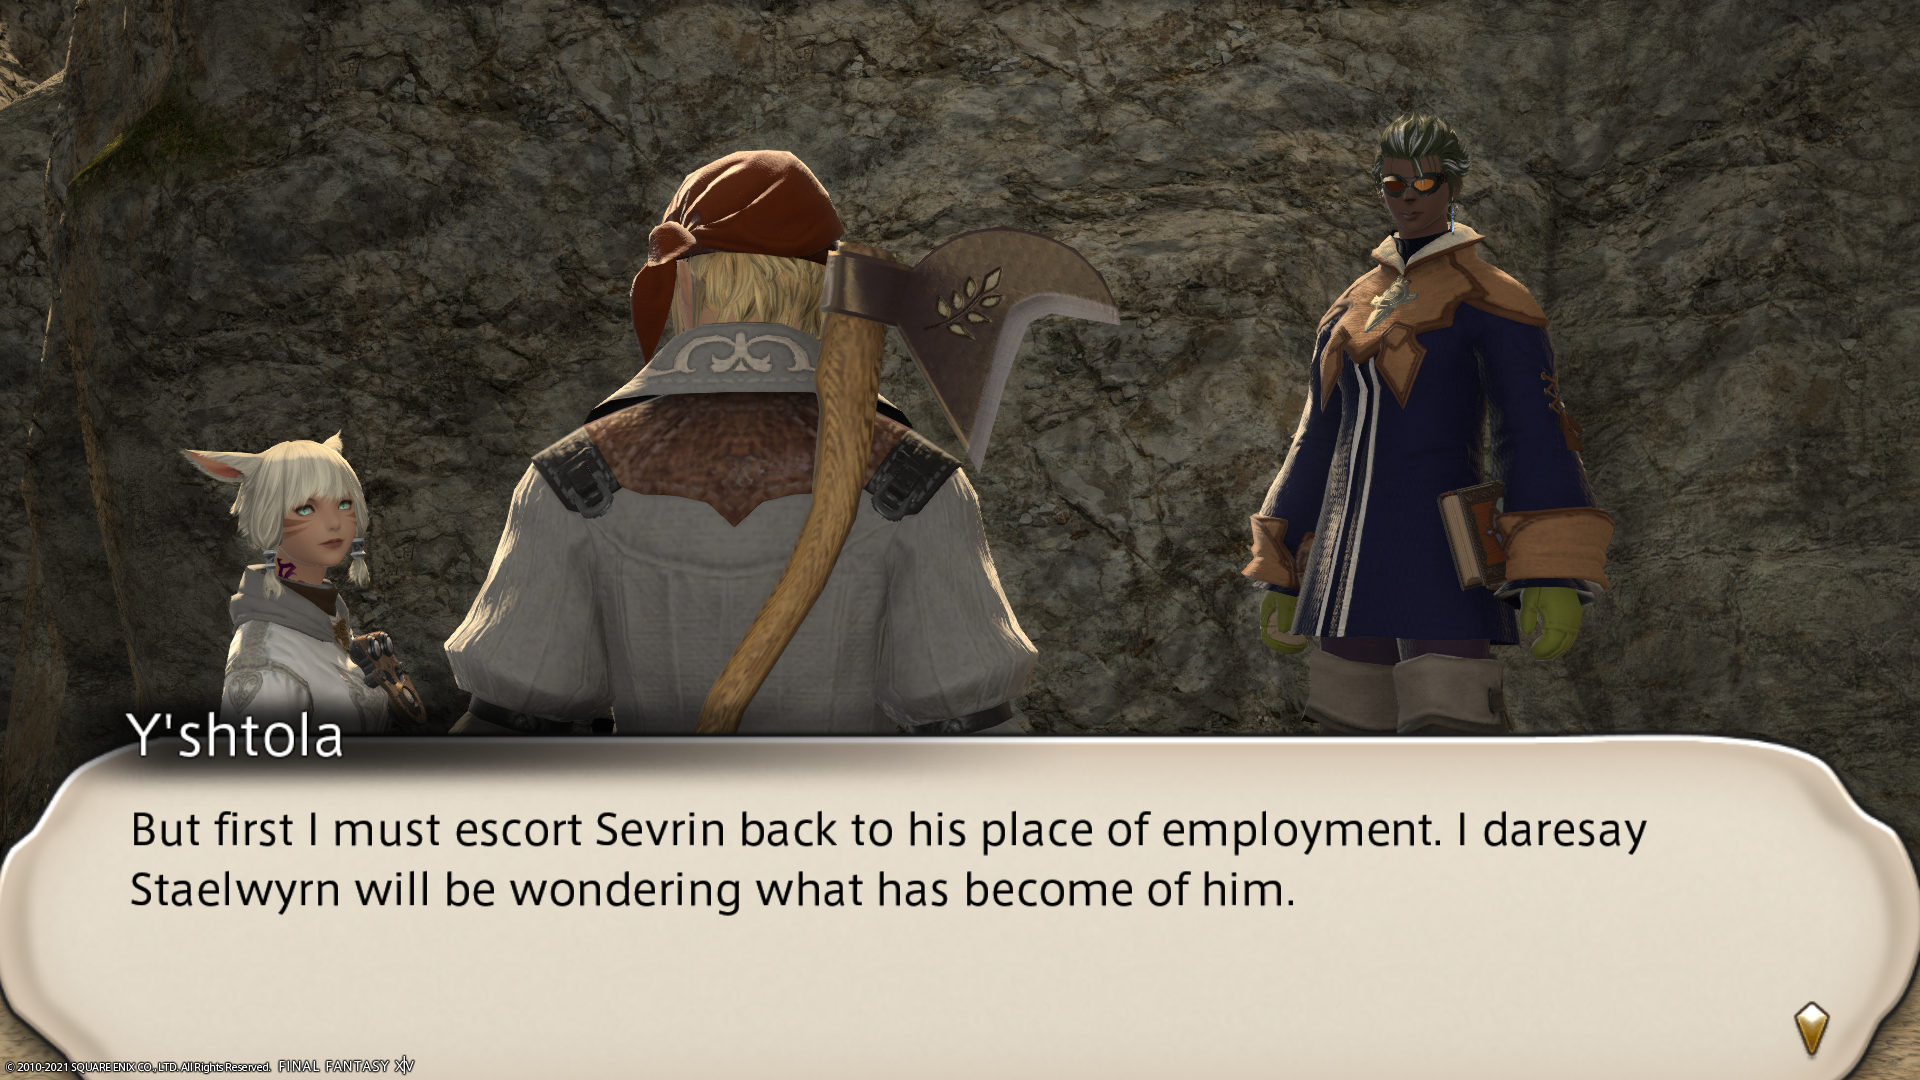 Y'shtola
But first I must escort Sevrin back to his place of employment. I daresay
Staelwyrn will be wondering what has become of him.
© 2010-2021 SQUARE ENIX CO., LTD. All Rights Reserved. FINAL FANTASY XIV